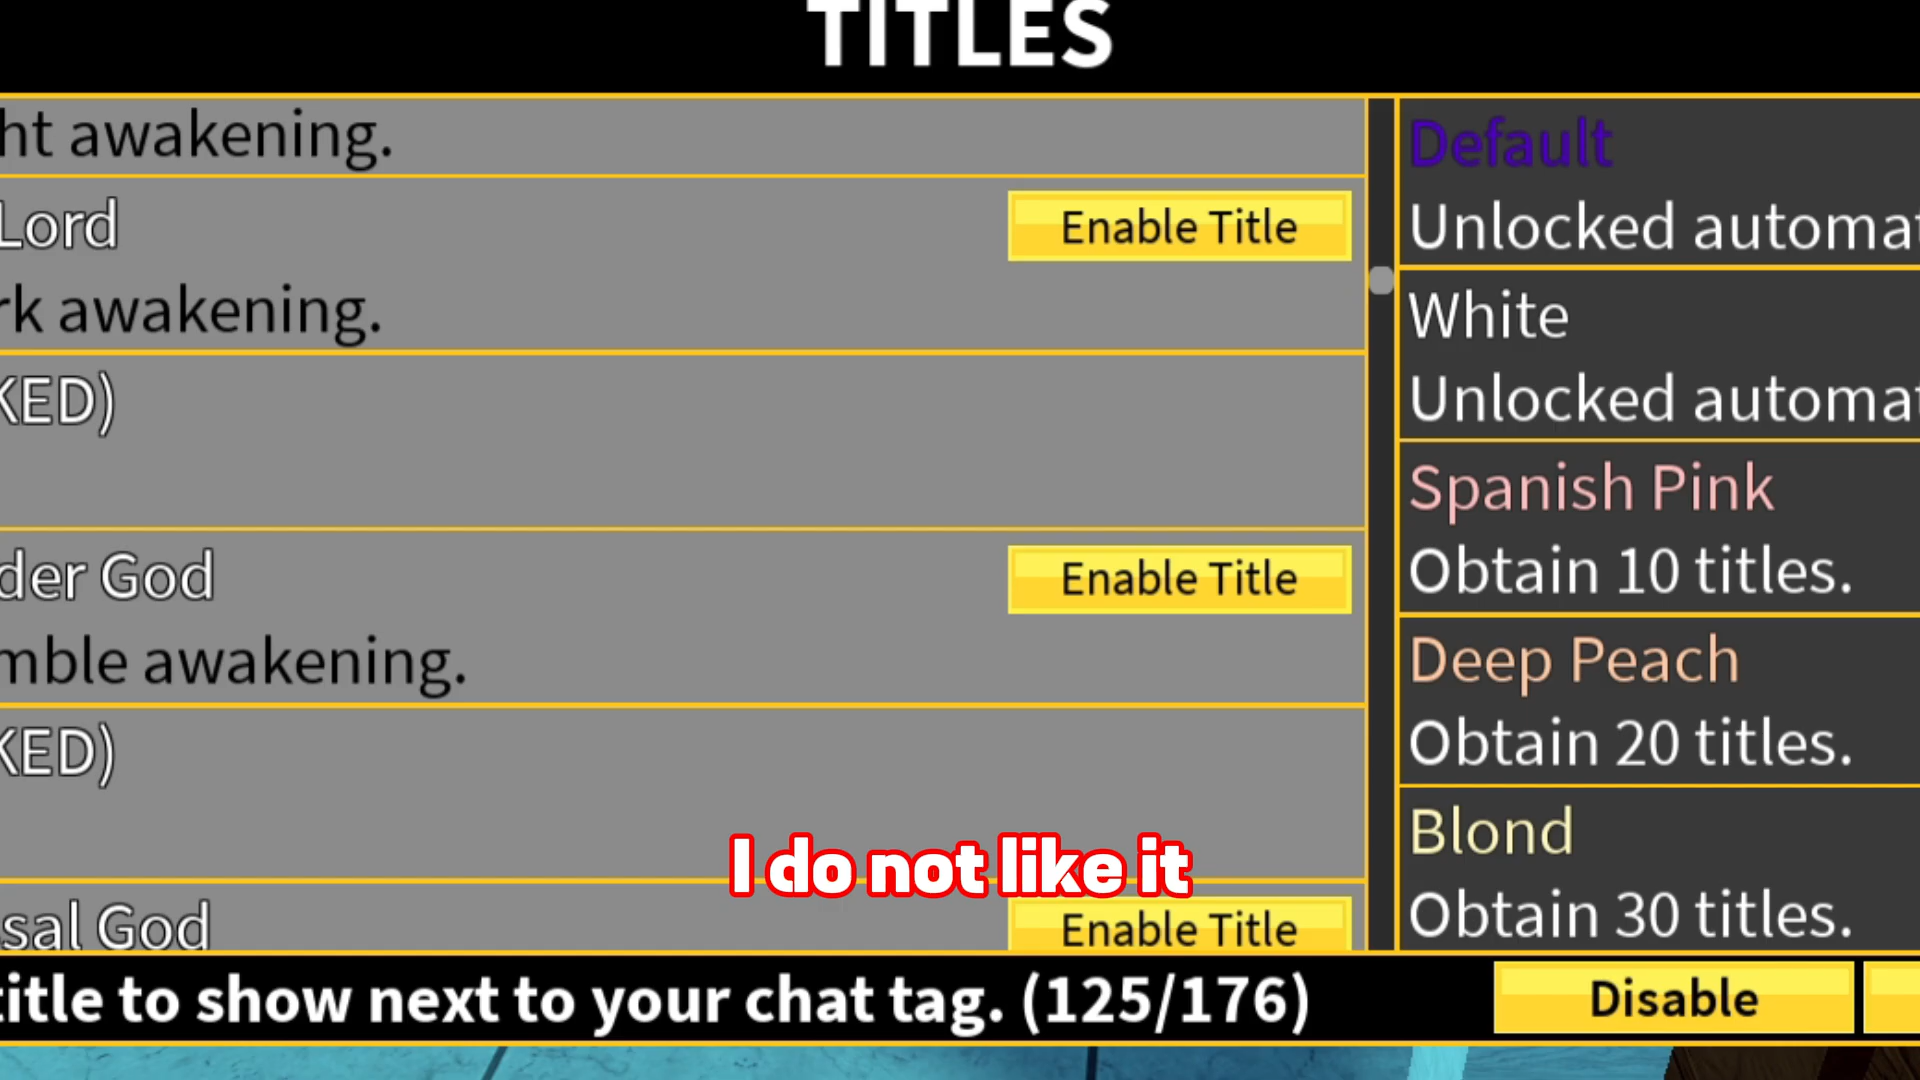 TITLES
ht awakening.
Lord
Enable Title
rk awakening.
KED)
der God
Enable Title
mble awakening.
KED)
sal God
Enable Title
Default
Unlocked automat
White
Unlocked automat
Spanish Pink
Obtain 10 titles.
Deep Peach
Obtain 20 titles.
Blond
Obtain 30 titles.
I do not like it
title to show next to your chat tag. (125/176)
Disable